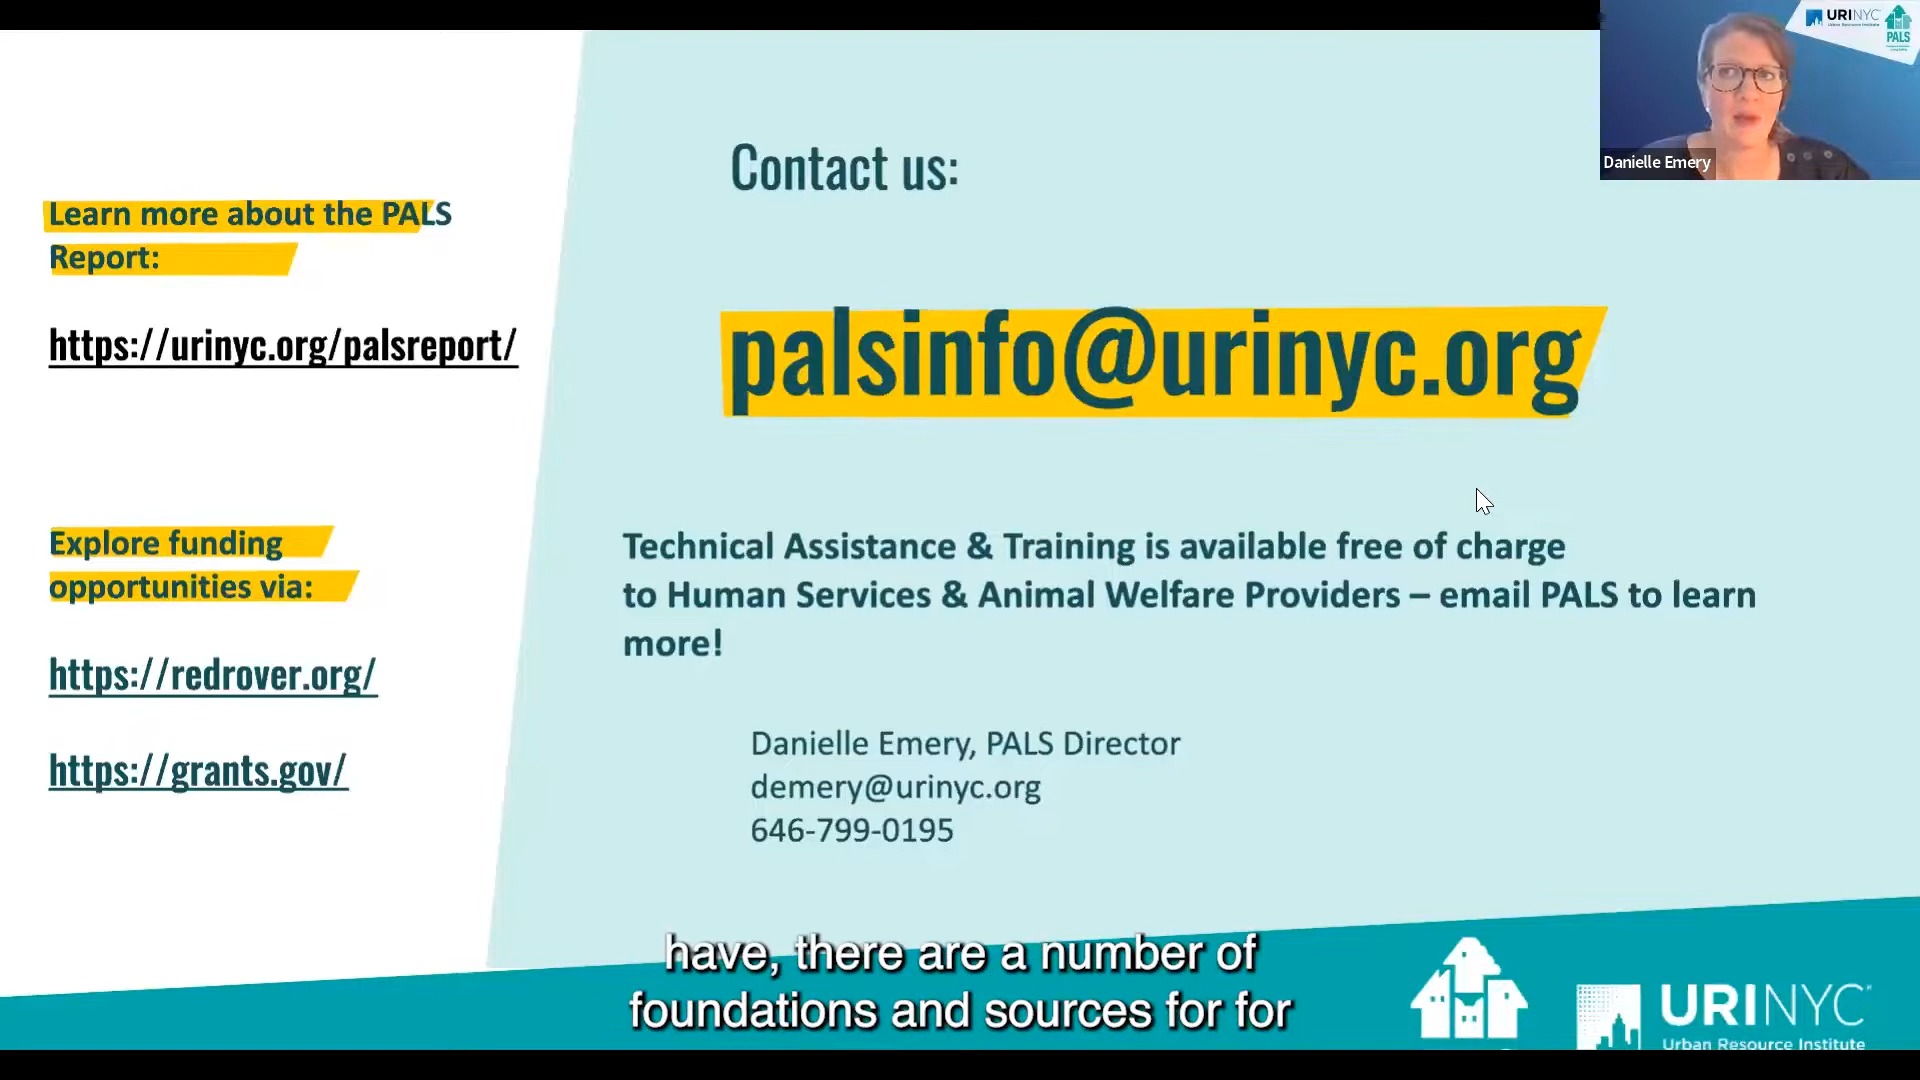 URINYC
PALS
Danielle Emery
Contact us:
Learn more about the PALS
Report:
https://urinyc.org/palsreport/
palsinfo@urinyc.org
Explore funding
opportunities via:
https://redrover.org/
https://grants.gov/
Technical Assistance & Training is available free of charge
to Human Services & Animal Welfare Providers – email PALS to learn
more!
Danielle Emery, PALS Director
demery@urinyc.org
646-799-0195
have, there are a number of
foundations and sources for for
URINYC
Urban Resource Institute